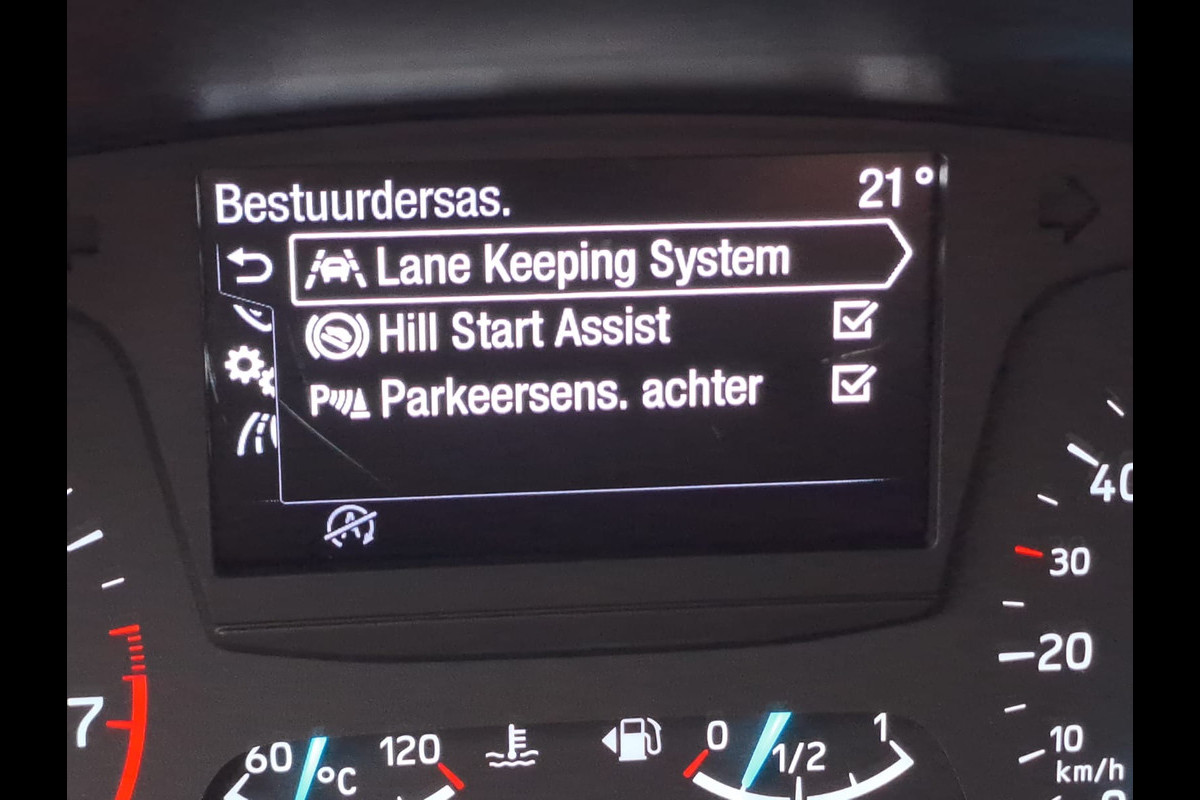 Bestuurdersas.
21°
Lane Keeping System
Hill Start Assist
P Parkeersens. achter
A
40
30
20
10
km/h
7
60
°C
120
0
1/2
1